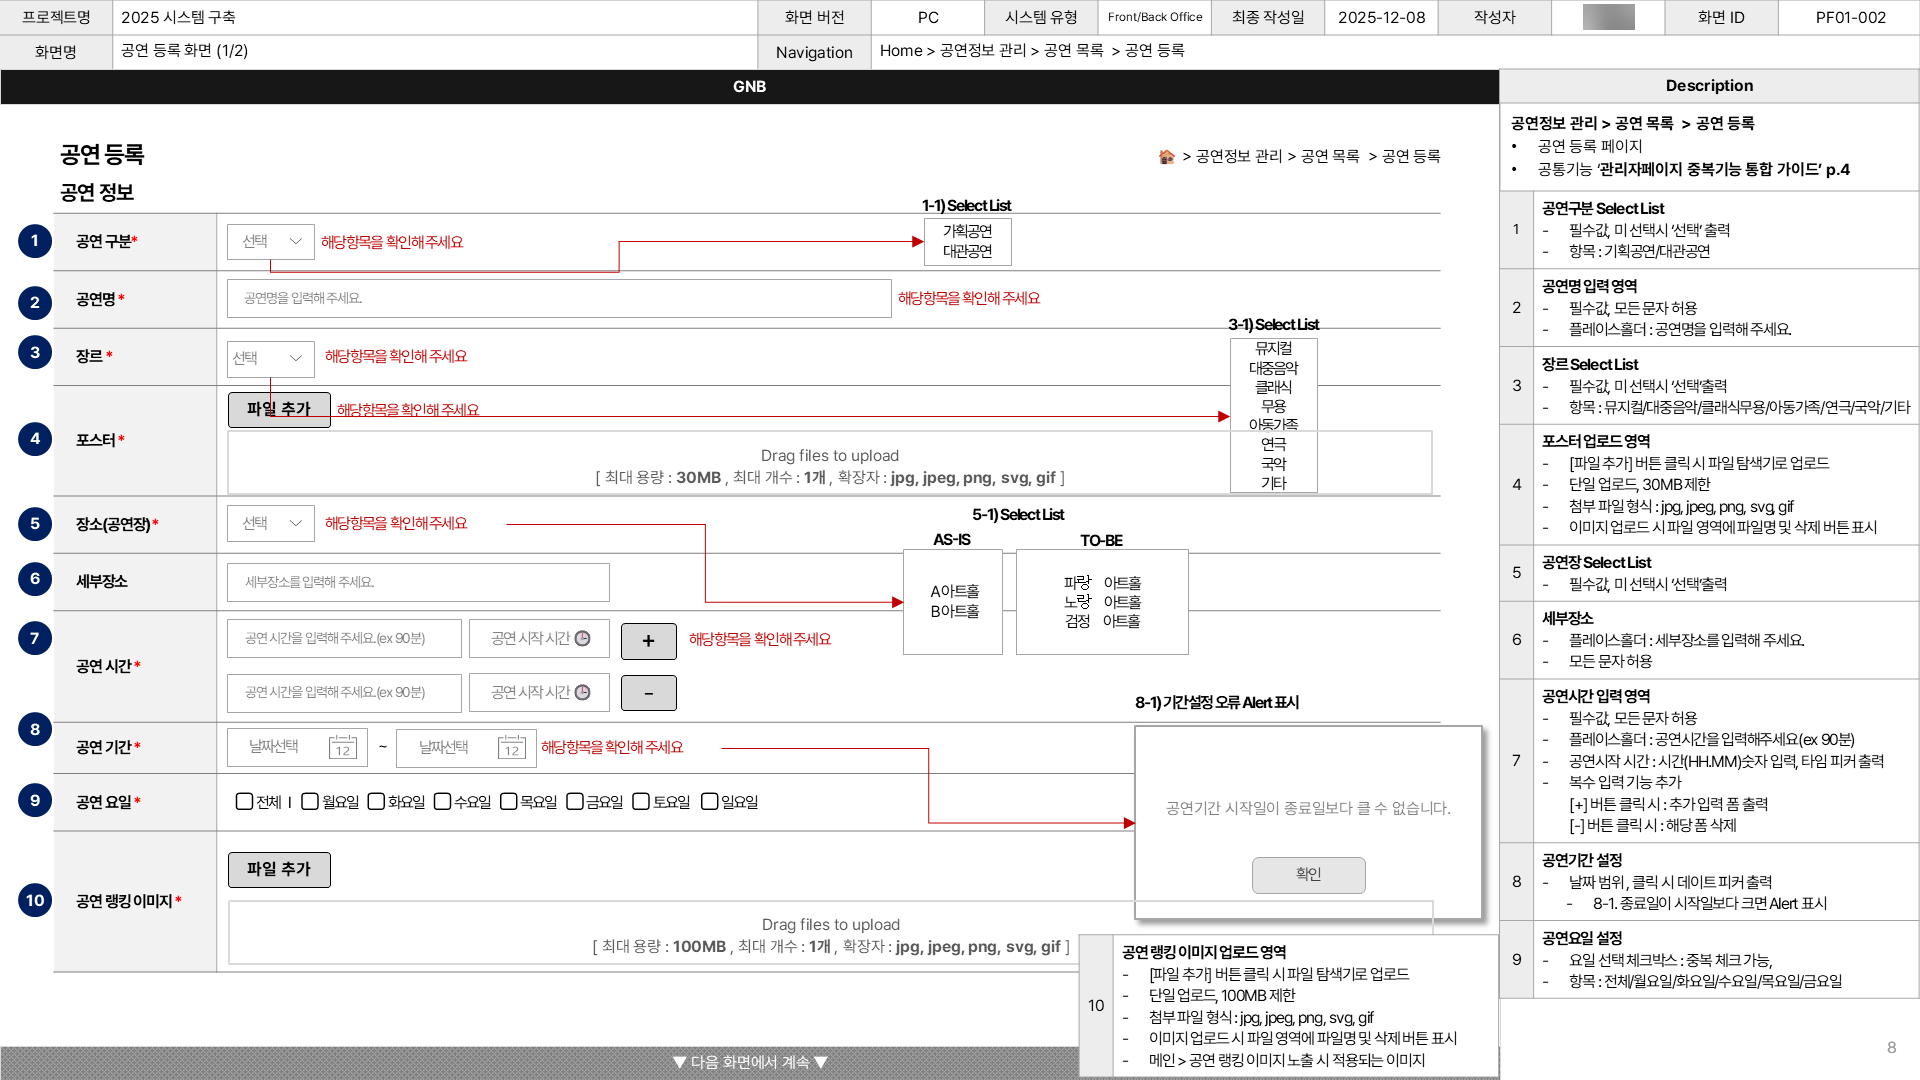 프로젝트명 2025 시스템 구축 화면 버전 PC 시스템 유형 Front/Back Office 최종 작성일 2025-12-08 작성자 화면 ID PF01-002
화면명 공연 등록 화면 (1/2) Navigation Home > 공연정보 관리 > 공연 목록 > 공연 등록
GNB
공연 등록
> 공연정보 관리 > 공연 목록 > 공연 등록
공연 정보
1-1) Select List
1 공연 구분* 선택 해당항목을 확인해 주세요
가획공연
대관공연
2 공연명 * 공연명을 입력해 주세요. 해당항목을 확인해 주세요
3-1) Select List
3 장르 * 선택 해당항목을 확인해 주세요
뮤지컬
대중음악
클래식
무용
아동가족
연극
국악
기타
4 포스터 * 파일 추가 해당항목을 확인해 주세요
Drag files to upload
[ 최대 용량 : 30MB , 최대 개수 : 1개 , 확장자 : jpg, jpeg, png, svg, gif ]
5 장소(공연장)* 선택 해당항목을 확인해 주세요
5-1) Select List
AS-IS TO-BE
A아트홀
B아트홀
파랑 아트홀
노랑 아트홀
검정 아트홀
6 세부장소 세부장소를 입력해 주세요.
7 공연 시간 * 공연 시간을 입력해 주세요.(ex 90분) 공연 시작 시간 + 해당항목을 확인해 주세요
공연 시간을 입력해 주세요.(ex 90분) 공연 시작 시간 -
8-1) 기간설정 오류 Alert 표시
8 공연 기간 * 날짜선택 12 ~ 날짜선택 12 해당항목을 확인해 주세요
공연기간 시작일이 종료일보다 클 수 없습니다.
확인
9 공연 요일 * 전체 I 월요일 화요일 수요일 목요일 금요일 토요일 일요일
10 공연 랭킹 이미지 * 파일 추가
Drag files to upload
[ 최대 용량 : 100MB , 최대 개수 : 1개 , 확장자 : jpg, jpeg, png, svg, gif ]
▼ 다음 화면에서 계속 ▼
Description
공연정보 관리 > 공연 목록 > 공연 등록
• 공연 등록 페이지
• 공통기능 ‘관리자페이지 중복기능 통합 가이드’ p.4
1 공연구분 Select List
- 필수값, 미 선택시 ‘선택’ 출력
- 항목 : 기획공연/대관공연
2 공연명 입력 영역
- 필수값, 모든 문자 허용
- 플레이스홀더 : 공연명을 입력해 주세요.
3 장르 Select List
- 필수값, 미 선택시 ‘선택’출력
- 항목 : 뮤지컬/대중음악/클래식무용/아동가족/연극/국악/기타
4 포스터 업로드 영역
- [파일 추가] 버튼 클릭 시 파일 탐색기로 업로드
- 단일 업로드, 30MB 제한
- 첨부 파일 형식 : jpg, jpeg, png, svg, gif
- 이미지 업로드 시 파일 영역에 파일명 및 삭제 버튼 표시
5 공연장 Select List
- 필수값, 미 선택시 ‘선택’출력
6 세부장소
- 플레이스홀더 : 세부장소를 입력해 주세요.
- 모든 문자 허용
7 공연시간 입력 영역
- 필수값, 모든 문자 허용
- 플레이스홀더 : 공연시간을 입력해주세요(ex 90분)
- 공연시작 시간 : 시간(HH.MM)숫자 입력, 타임 피커 출력
- 복수 입력 기능 추가
[+] 버튼 클릭 시 : 추가 입력 폼 출력
[-] 버튼 클릭 시 : 해당 폼 삭제
8 공연기간 설정
- 날짜 범위 , 클릭 시 데이트 피커 출력
- 8-1. 종료일이 시작일보다 크면 Alert 표시
9 공연요일 설정
- 요일 선택 체크박스 : 중복 체크 가능,
- 항목 : 전체/월요일/화요일/수요일/목요일/금요일
10 공연 랭킹 이미지 업로드 영역
- [파일 추가] 버튼 클릭 시 파일 탐색기로 업로드
- 단일 업로드, 100MB 제한
- 첨부 파일 형식 : jpg, jpeg, png, svg, gif
- 이미지 업로드 시 파일 영역에 파일명 및 삭제 버튼 표시
- 메인 > 공연 랭킹 이미지 노출 시 적용되는 이미지
8